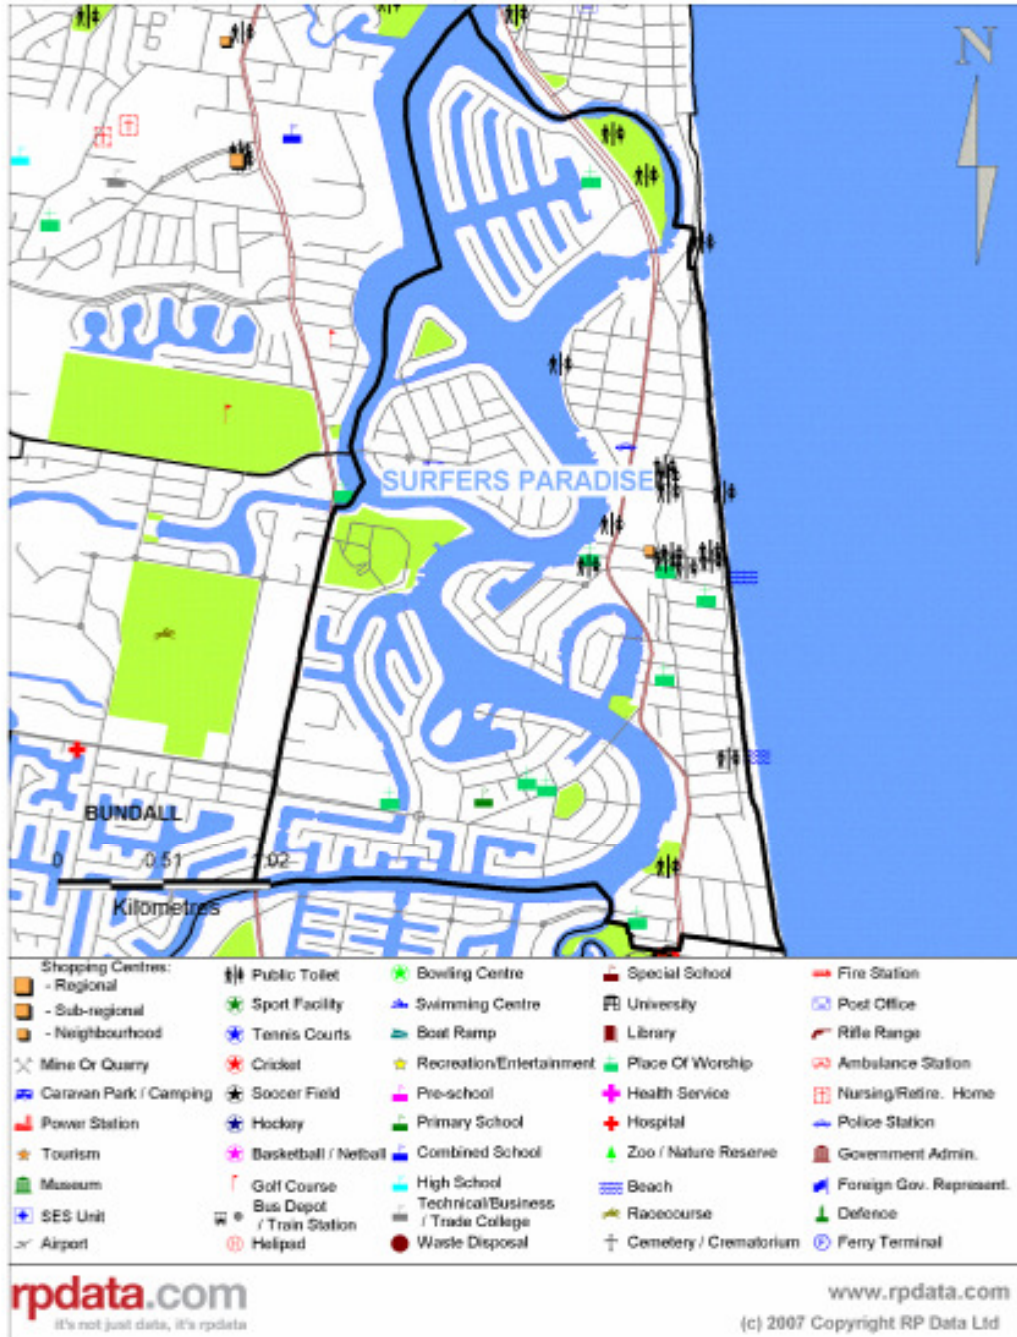 N
SURFERS PARADISE
BUNDALL
0 0.51 1.02
Kilometres
Shopping Centres:
- Regional
- Sub-regional
- Neighbourhood
Mine Or Quarry
Caravan Park / Camping
Power Station
Tourism
Museum
SES Unit
Airport
Public Toilet
Sport Facility
Tennis Courts
Cricket
Soccer Field
Hockey
Basketball / Netball
Golf Course
Bus Depot
/ Train Station
Helipad
Bowling Centre
Swimming Centre
Boat Ramp
Recreation/Entertainment
Pre-school
Primary School
Combined School
High School
Technical/Business
/ Trade College
Waste Disposal
Special School
University
Library
Place Of Worship
Health Service
Hospital
Zoo / Nature Reserve
Beach
Racecourse
Cemetery / Crematorium
Fire Station
Post Office
Rifle Range
Ambulance Station
Nursing/Retire. Home
Police Station
Government Admin.
Foreign Gov. Represent.
Defence
Ferry Terminal
rpdata.com
it's not just data, it's rpdata
www.rpdata.com
(c) 2007 Copyright RP Data Ltd